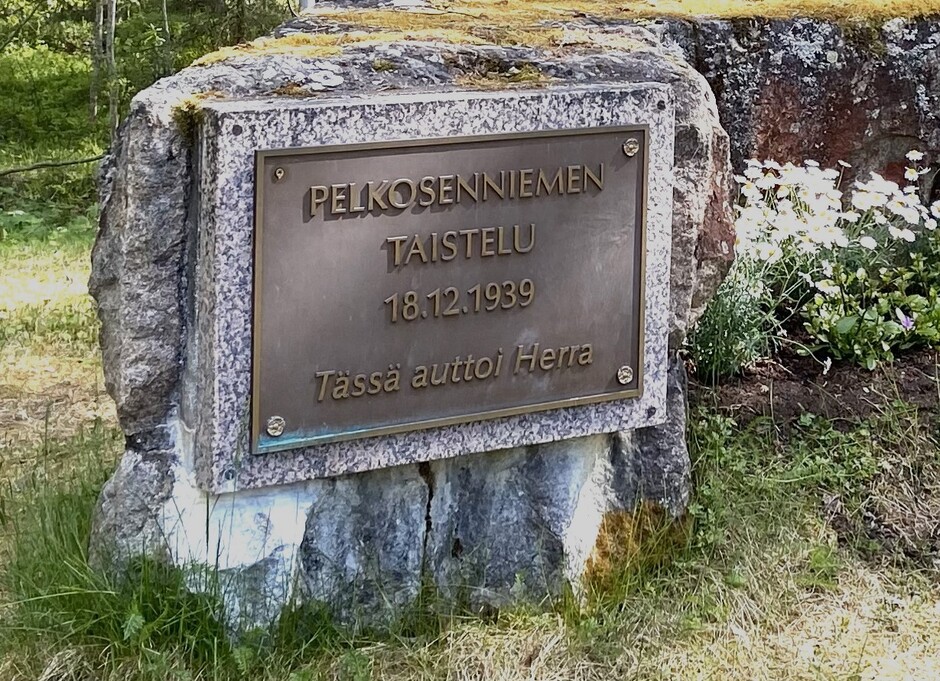 PELKOSENNIEMEN
TAISTELU
18.12.1939
Tässä auttoi Herra